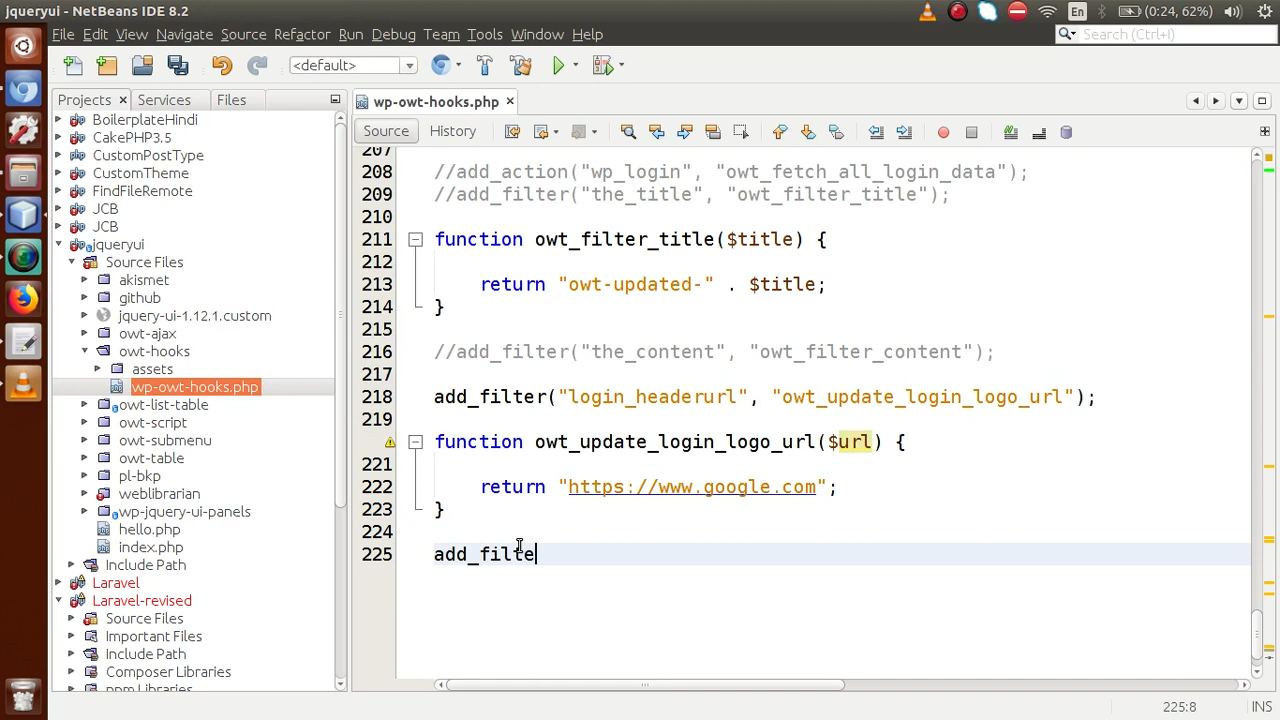 jqueryui - NetBeans IDE 8.2
En
(0:24, 62%)
File Edit View Navigate Source Refactor Run Debug Team Tools Window Help
Search (Ctrl+I)
<default>
Projects
Services
Files
wp-owt-hooks.php
Source
History
BoilerplateHindi
CakePHP3.5
CustomPostType
CustomTheme
FindFileRemote
JCB
JCB
jqueryui
Source Files
akismet
github
jquery-ui-1.12.1.custom
owt-ajax
owt-hooks
assets
wp-owt-hooks.php
owt-list-table
owt-script
owt-submenu
owt-table
pl-bkp
weblibrarian
wp-jquery-ui-panels
hello.php
index.php
Include Path
Laravel
Laravel-revised
Source Files
Important Files
Include Path
Composer Libraries
npm Libraries
207
208 //add_action("wp_login", "owt_fetch_all_login_data");
209 //add_filter("the_title", "owt_filter_title");
210
211 function owt_filter_title($title) {
212
213 return "owt-updated-" . $title;
214 }
215
216 //add_filter("the_content", "owt_filter_content");
217
218 add_filter("login_headerurl", "owt_update_login_logo_url");
219
function owt_update_login_logo_url($url) {
221
222 return "https://www.google.com";
223 }
224
225 add_filte
225:8
INS